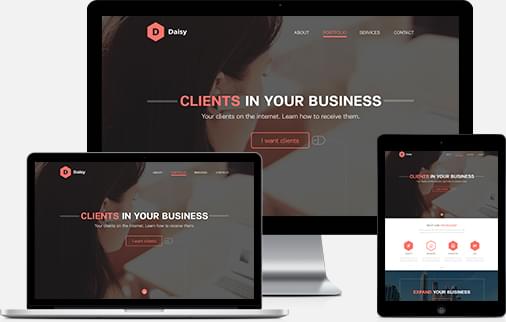 D Daisy
ABOUT PORTFOLIO SERVICES CONTACT
CLIENTS IN YOUR BUSINESS
Your clients on the internet. Learn how to receive them.
I want clients
D Daisy
ABOUT PORTFOLIO SERVICES CONTACT
CLIENTS IN YOUR BUSINESS
Your clients on the internet. Learn how to receive them.
I want clients
CLIENTS IN YOUR BUSINESS
EXPAND YOUR BUSINESS